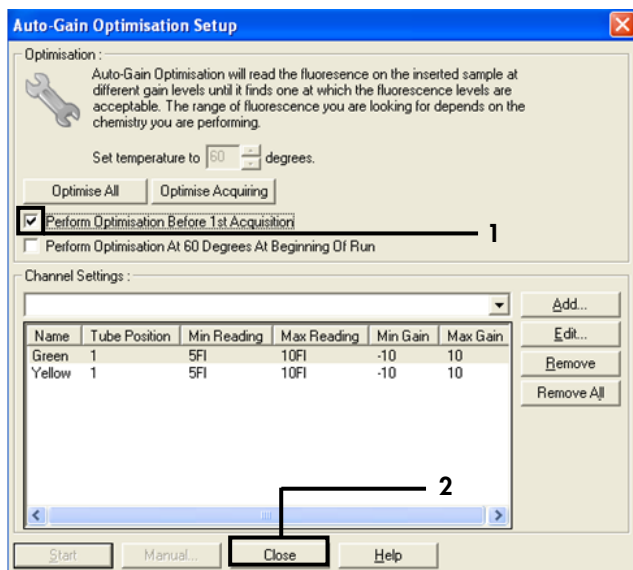 Auto-Gain Optimisation Setup
Optimisation :
Auto-Gain Optimisation will read the fluoresence on the inserted sample at
different gain levels until it finds one at which the fluorescence levels are
acceptable. The range of fluorescence you are looking for depends on the
chemistry you are performing.
Set temperature to 60 degrees.
Optimise All Optimise Acquiring
Perform Optimisation Before 1st Acquisition 1
Perform Optimisation At 60 Degrees At Beginning Of Run
Channel Settings :
Add...
Name Tube Position Min Reading Max Reading Min Gain Max Gain Edit...
Green 1 5Fl 10Fl -10 10
Yellow 1 5Fl 10Fl -10 10
Remove
Remove All
2
Start Manual... Close Help